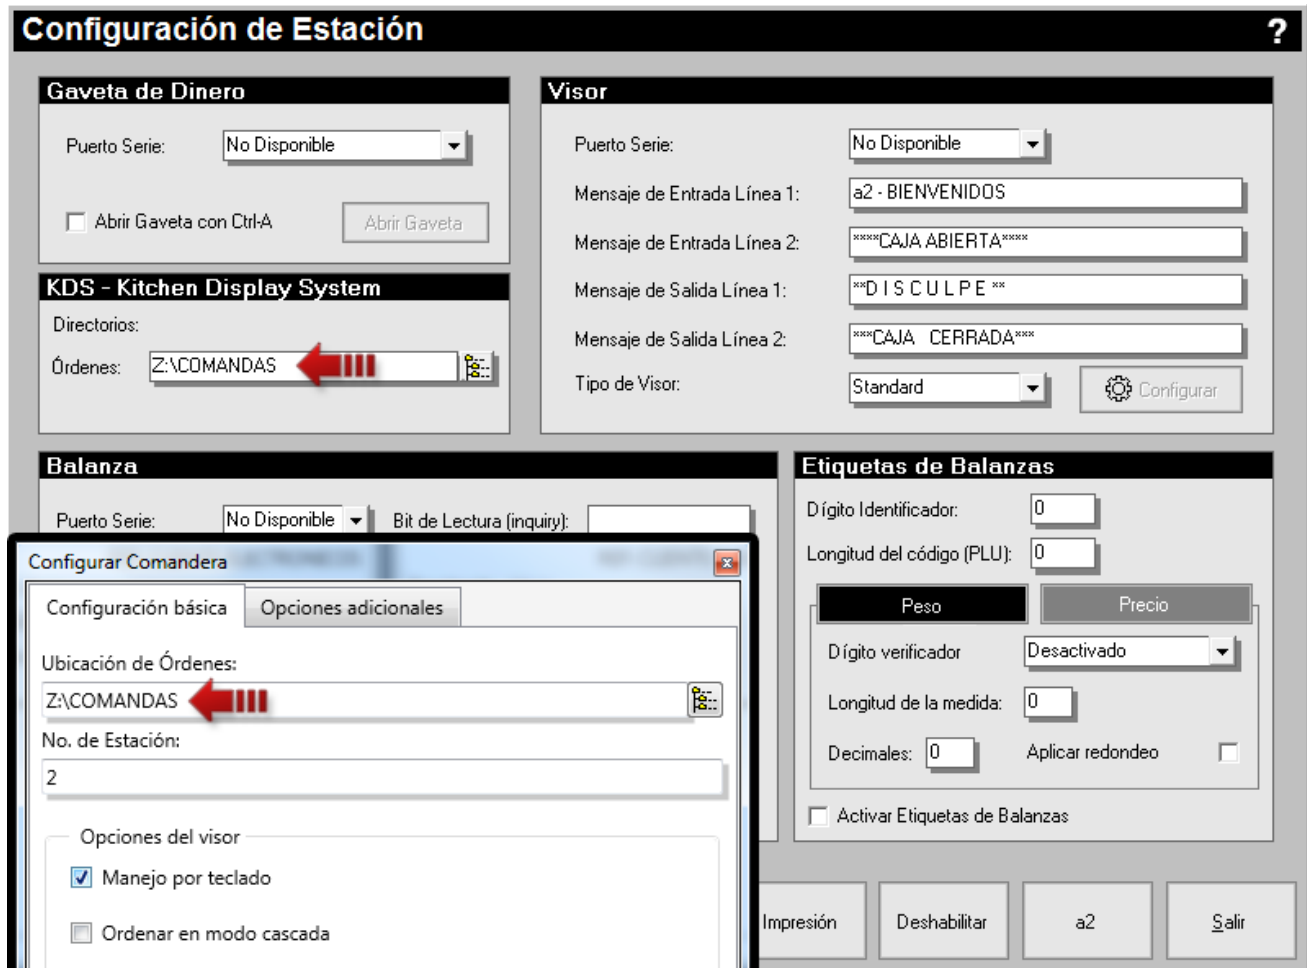 Configuración de Estación
?
Gaveta de Dinero
Puerto Serie: No Disponible
Abrir Gaveta con Ctrl-A Abrir Gaveta
KDS - Kitchen Display System
Directorios:
Órdenes: Z:\COMANDAS
Visor
Puerto Serie: No Disponible
Mensaje de Entrada Línea 1: a2 - BIENVENIDOS
Mensaje de Entrada Línea 2: ****CAJA ABIERTA****
Mensaje de Salida Línea 1: **D I S C U L P E **
Mensaje de Salida Línea 2: ***CAJA CERRADA***
Tipo de Visor: Standard Configurar
Balanza
Puerto Serie: No Disponible Bit de Lectura (inquiry):
Etiquetas de Balanzas
Dígito Identificador: 0
Longitud del código (PLU): 0
Peso Precio
Dígito verificador Desactivado
Longitud de la medida: 0
Decimales: 0 Aplicar redondeo
Activar Etiquetas de Balanzas
Configurar Comandera
Configuración básica Opciones adicionales
Ubicación de Órdenes:
Z:\COMANDAS
No. de Estación:
2
Opciones del visor
Manejo por teclado
Ordenar en modo cascada
Impresión Deshabilitar a2 Salir